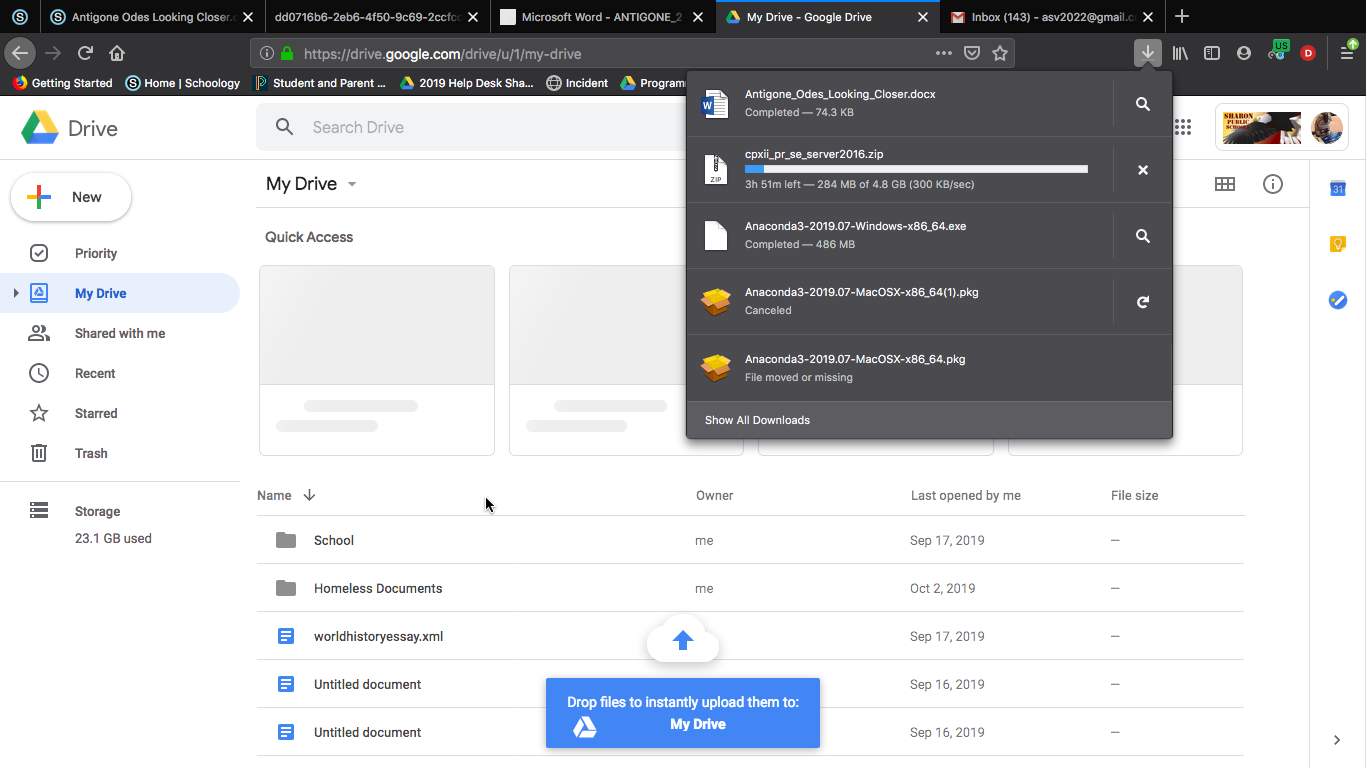 Antigone Odes Looking Closer.
dd0716b6-2eb6-4f50-9c69-2ccfc
Microsoft Word - ANTIGONE_2
My Drive - Google Drive
Inbox (143) - asv2022@gmail.c
https://drive.google.com/drive/u/1/my-drive
US
D
Getting Started
Home | Schoology
Student and Parent ...
2019 Help Desk Sha...
Incident
Program
Antigone_Odes_Looking_Closer.docx
Completed — 74.3 KB
ZIP
cpxii_pr_se_server2016.zip
3h 51m left — 284 MB of 4.8 GB (300 KB/sec)
Anaconda3-2019.07-Windows-x86_64.exe
Completed — 486 MB
Anaconda3-2019.07-MacOSX-x86_64(1).pkg
Canceled
Anaconda3-2019.07-MacOSX-x86_64.pkg
File moved or missing
Show All Downloads
Drive
Search Drive
SHARON
PUBLIC
New
My Drive
31
Quick Access
Priority
My Drive
Shared with me
Recent
Starred
Trash
Storage
23.1 GB used
Name
Owner
Last opened by me
File size
School
me
Sep 17, 2019
—
Homeless Documents
me
Oct 2, 2019
—
worldhistoryessay.xml
Sep 17, 2019
—
Untitled document
Sep 16, 2019
—
Untitled document
Sep 16, 2019
—
Drop files to instantly upload them to:
My Drive